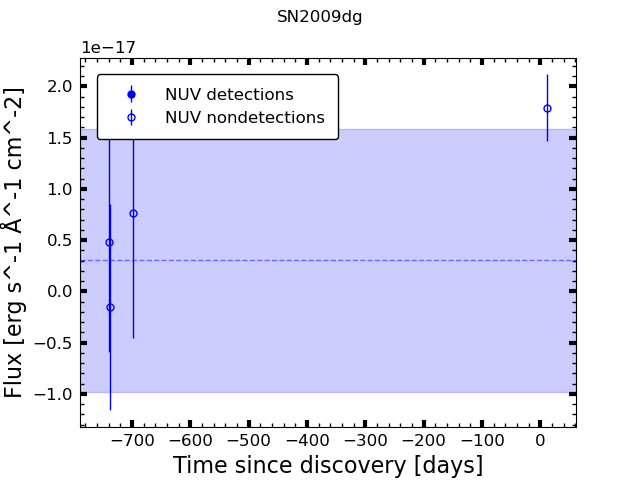 SN2009dg
1e−17
NUV detections
NUV nondetections
2.0
1.5
1.0
0.5
0.0
−0.5
−1.0
Flux [erg s^-1 Å^-1 cm^-2]
−700 −600 −500 −400 −300 −200 −100 0
Time since discovery [days]